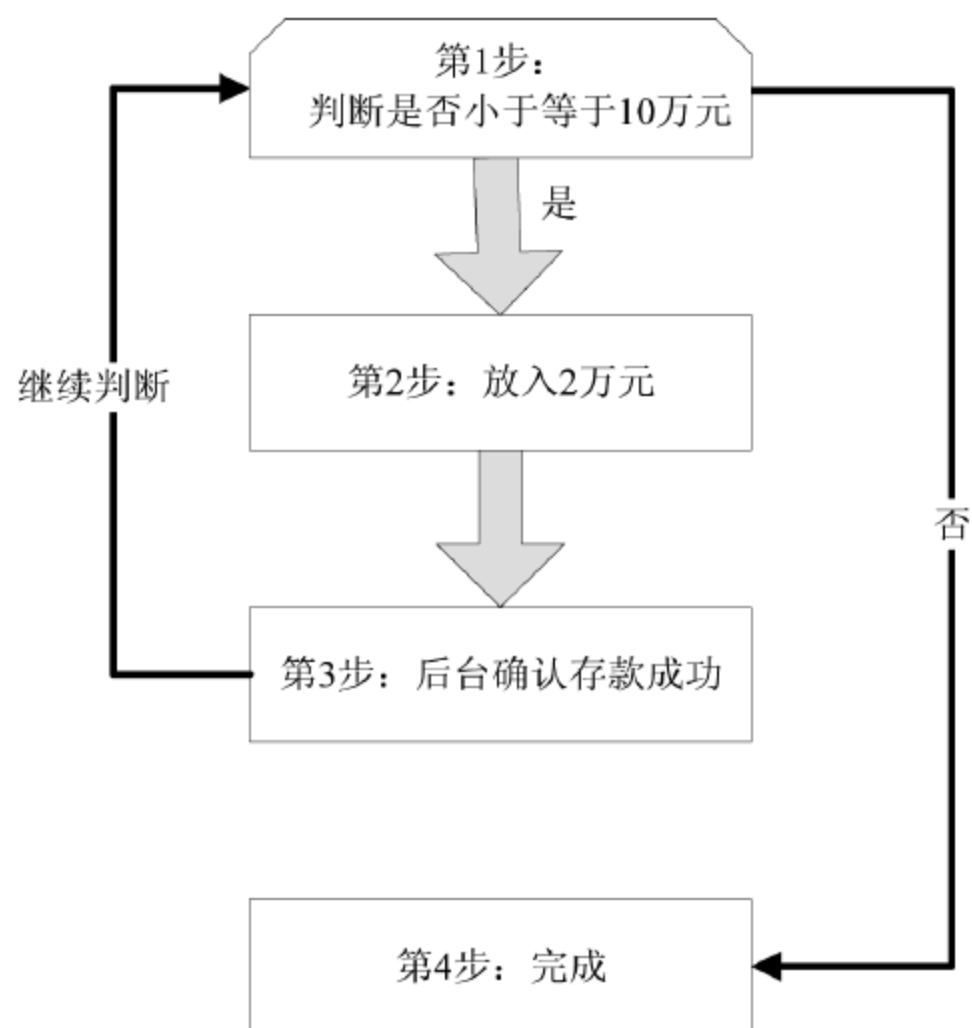 第1步：
判断是否小于等于10万元
是
第2步：放入2万元
继续判断
否
第3步：后台确认存款成功
第4步：完成